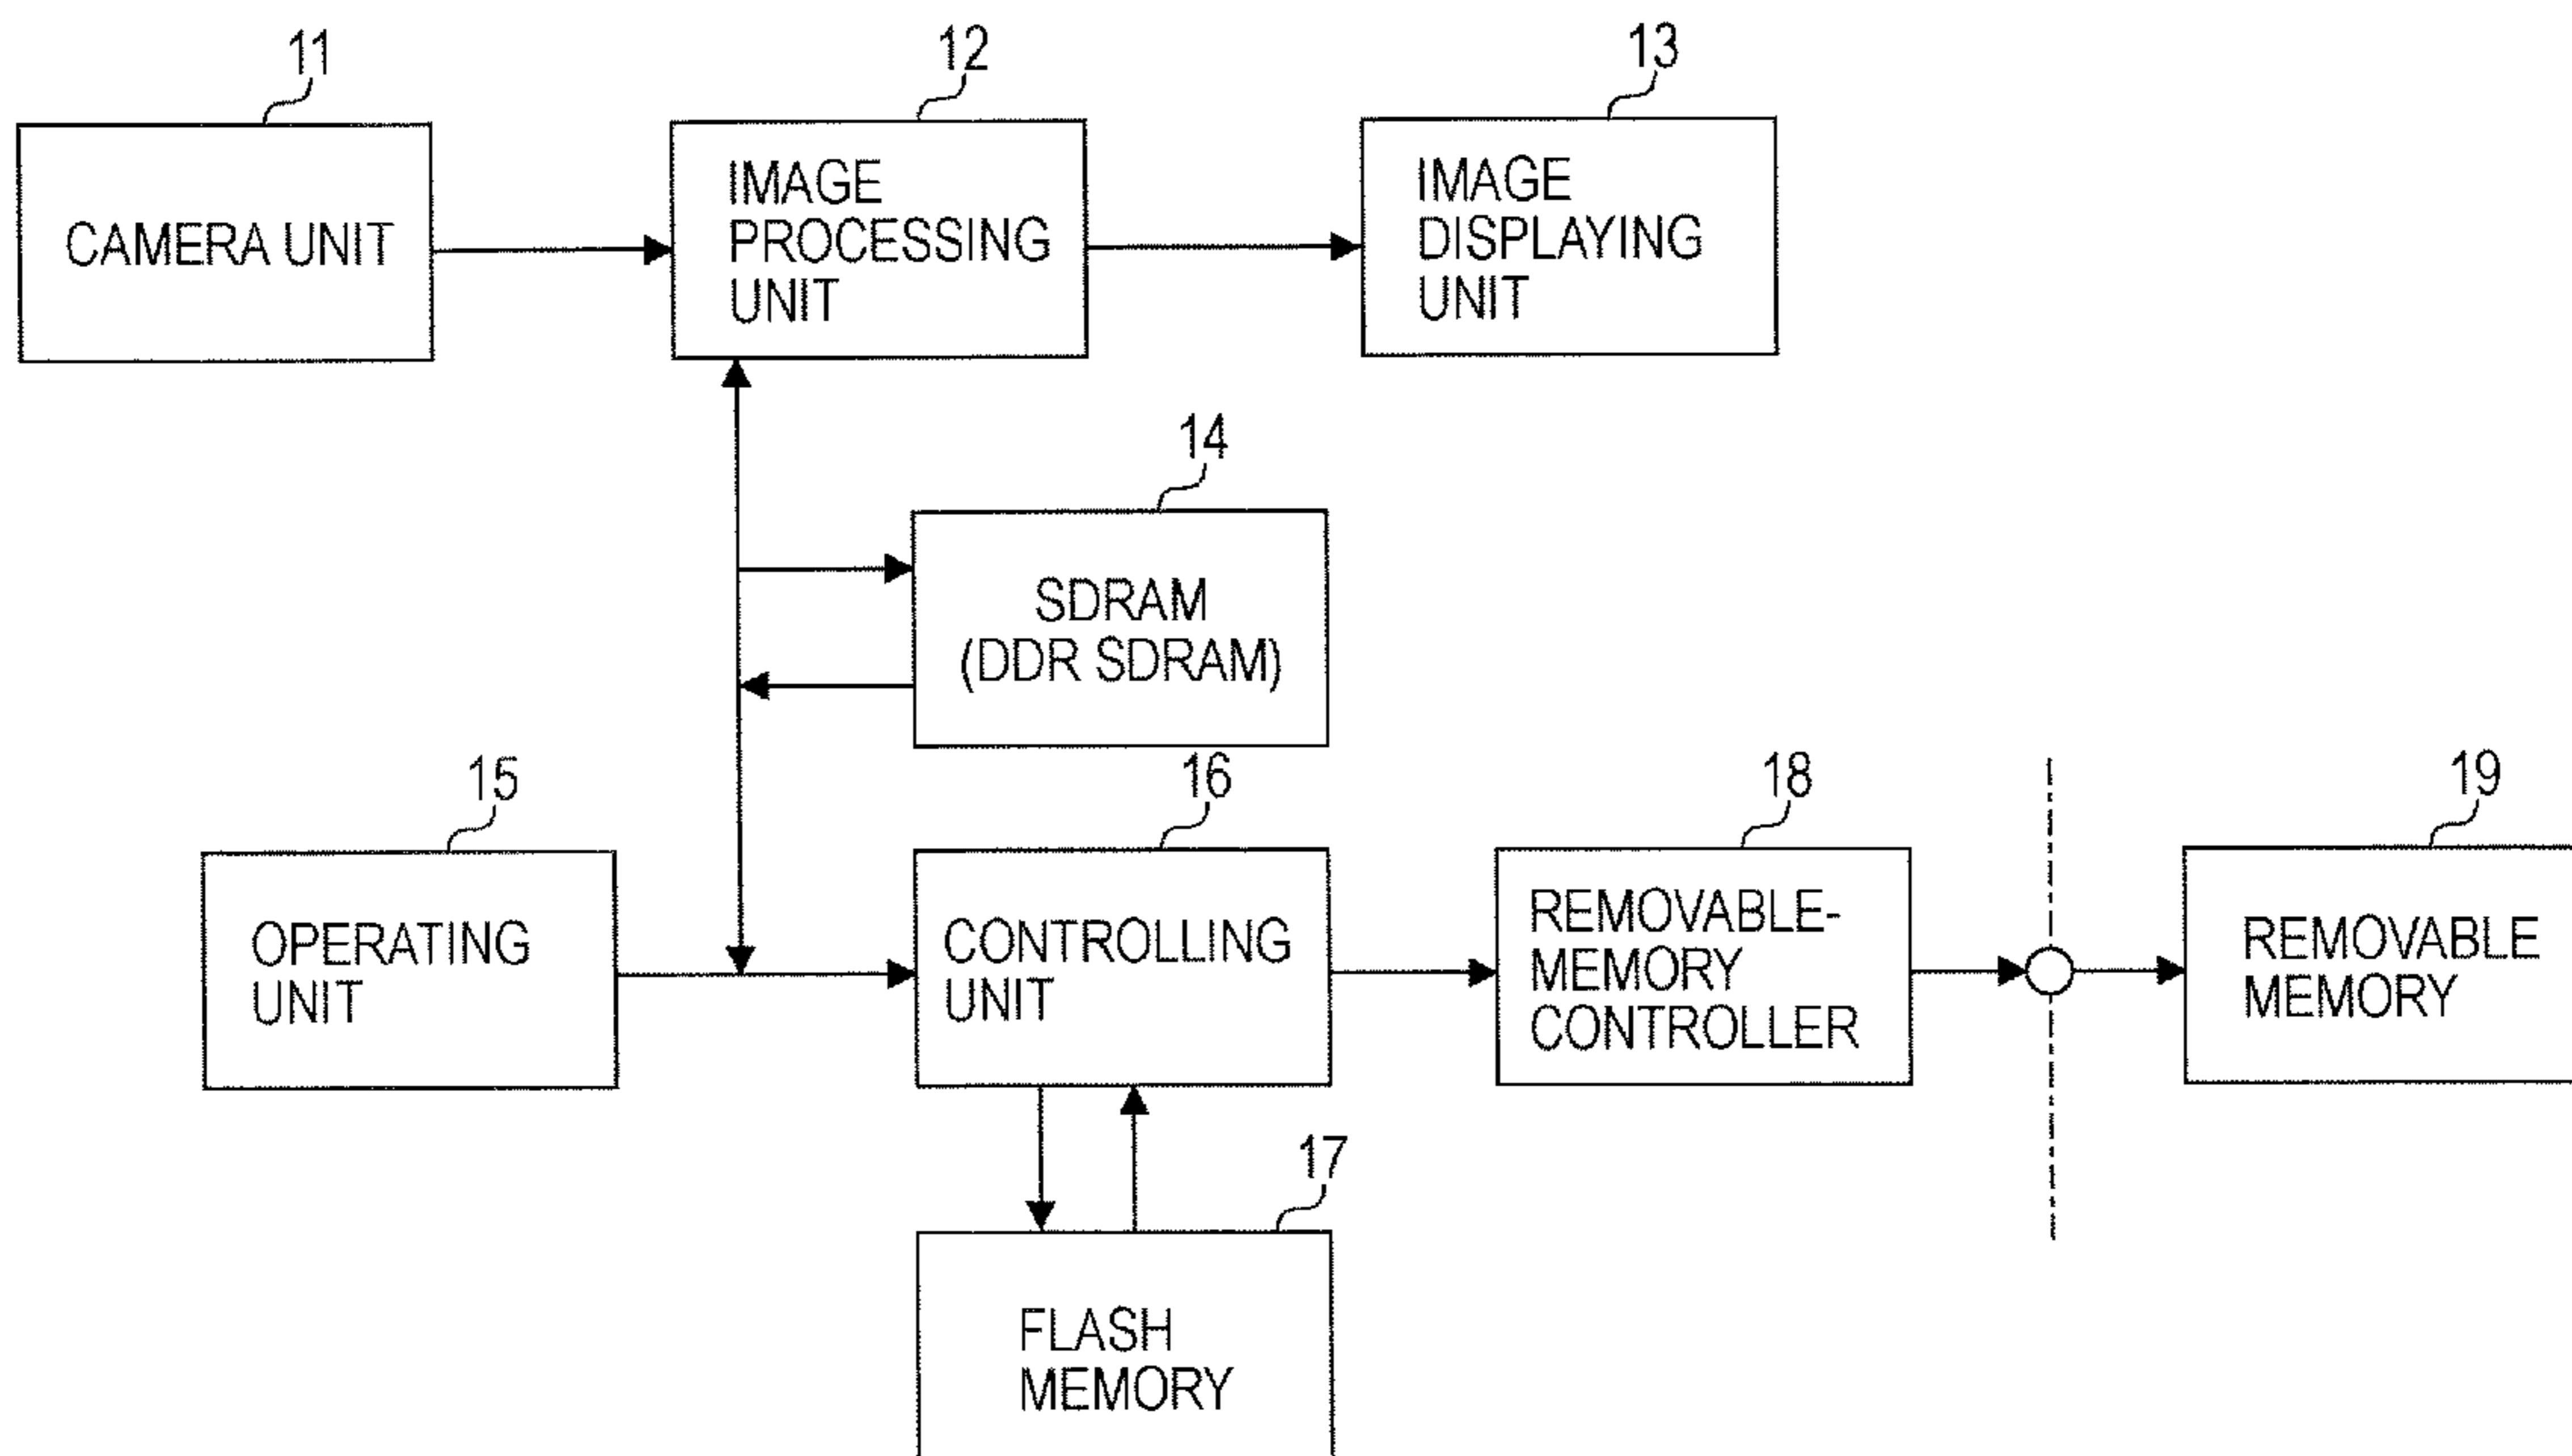 11
12
13
CAMERA UNIT
IMAGE
PROCESSING
UNIT
IMAGE
DISPLAYING
UNIT
14
SDRAM
(DDR SDRAM)
15
16
18
19
OPERATING
UNIT
CONTROLLING
UNIT
REMOVABLE-
MEMORY
CONTROLLER
REMOVABLE
MEMORY
17
FLASH
MEMORY